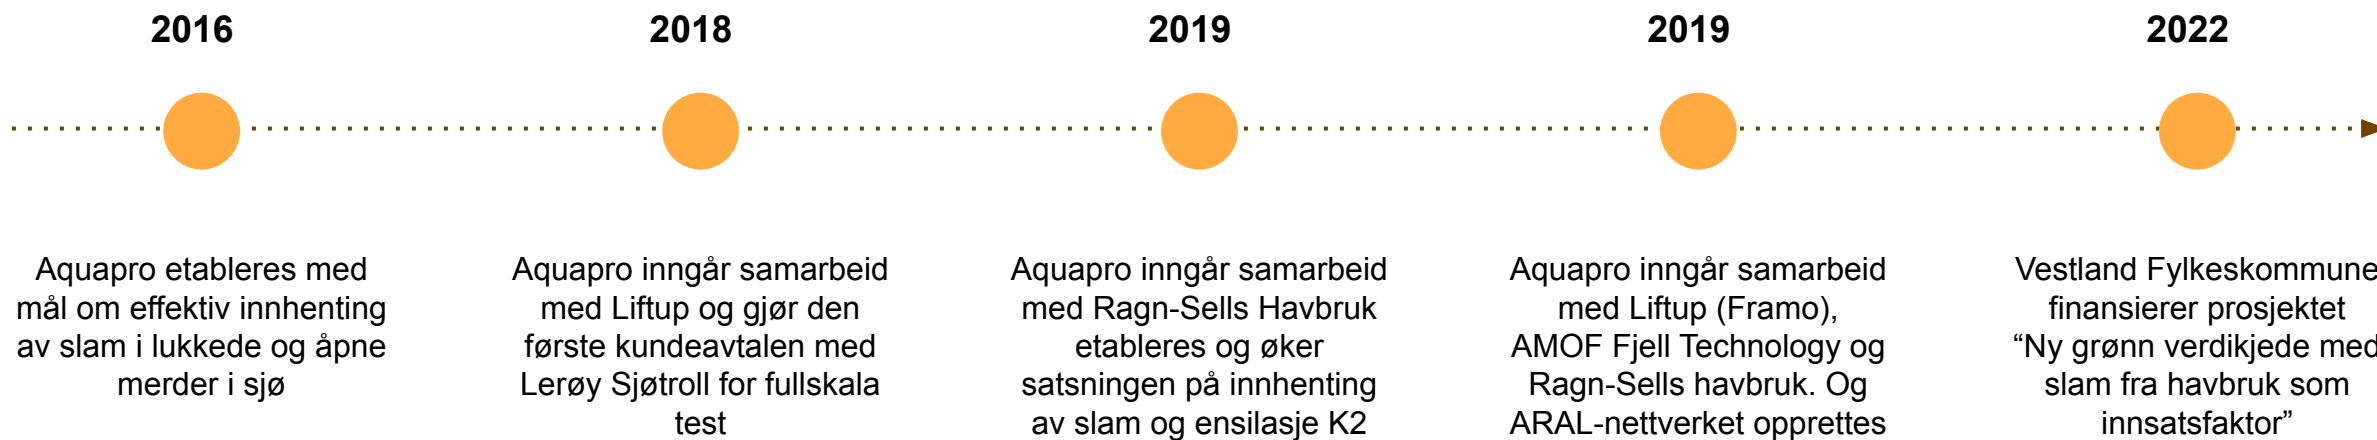 2016
Aquapro etableres med
mål om effektiv innhenting
av slam i lukkede og åpne
merder i sjø
2018
Aquapro inngår samarbeid
med Liftup og gjør den
første kundeavtalen med
Lerøy Sjøtroll for fullskala
test
2019
Aquapro inngår samarbeid
med Ragn-Sells Havbruk
etableres og øker
satsningen på innhenting
av slam og ensilasje K2
2019
Aquapro inngår samarbeid
med Liftup (Framo),
AMOF Fjell Technology og
Ragn-Sells havbruk. Og
ARAL-nettverket opprettes
2022
Vestland Fylkeskommune
finansierer prosjektet
“Ny grønn verdikjede med
slam fra havbruk som
innsatsfaktor”